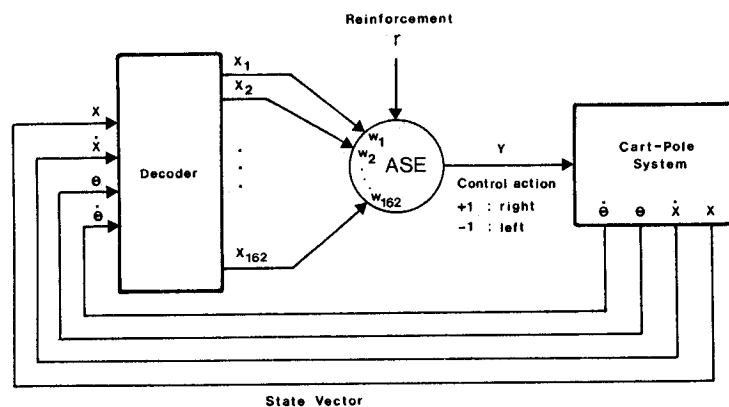 Reinforcement
r
X1
X2
X
Ẋ
θ
θ̇
Decoder
.
.
.
X162
w1
w2
ASE
w162
Y
Control action
+1 : right
-1 : left
Cart-Pole
System
θ̇ θ Ẋ X
State Vector